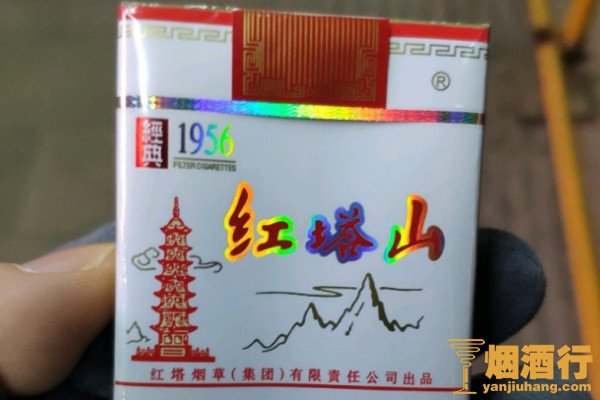 ®
經典
1956
FILTER CIGARETTES
红塔山
红塔烟草(集团)有限责任公司出品
烟酒行
yanjiuhang.com